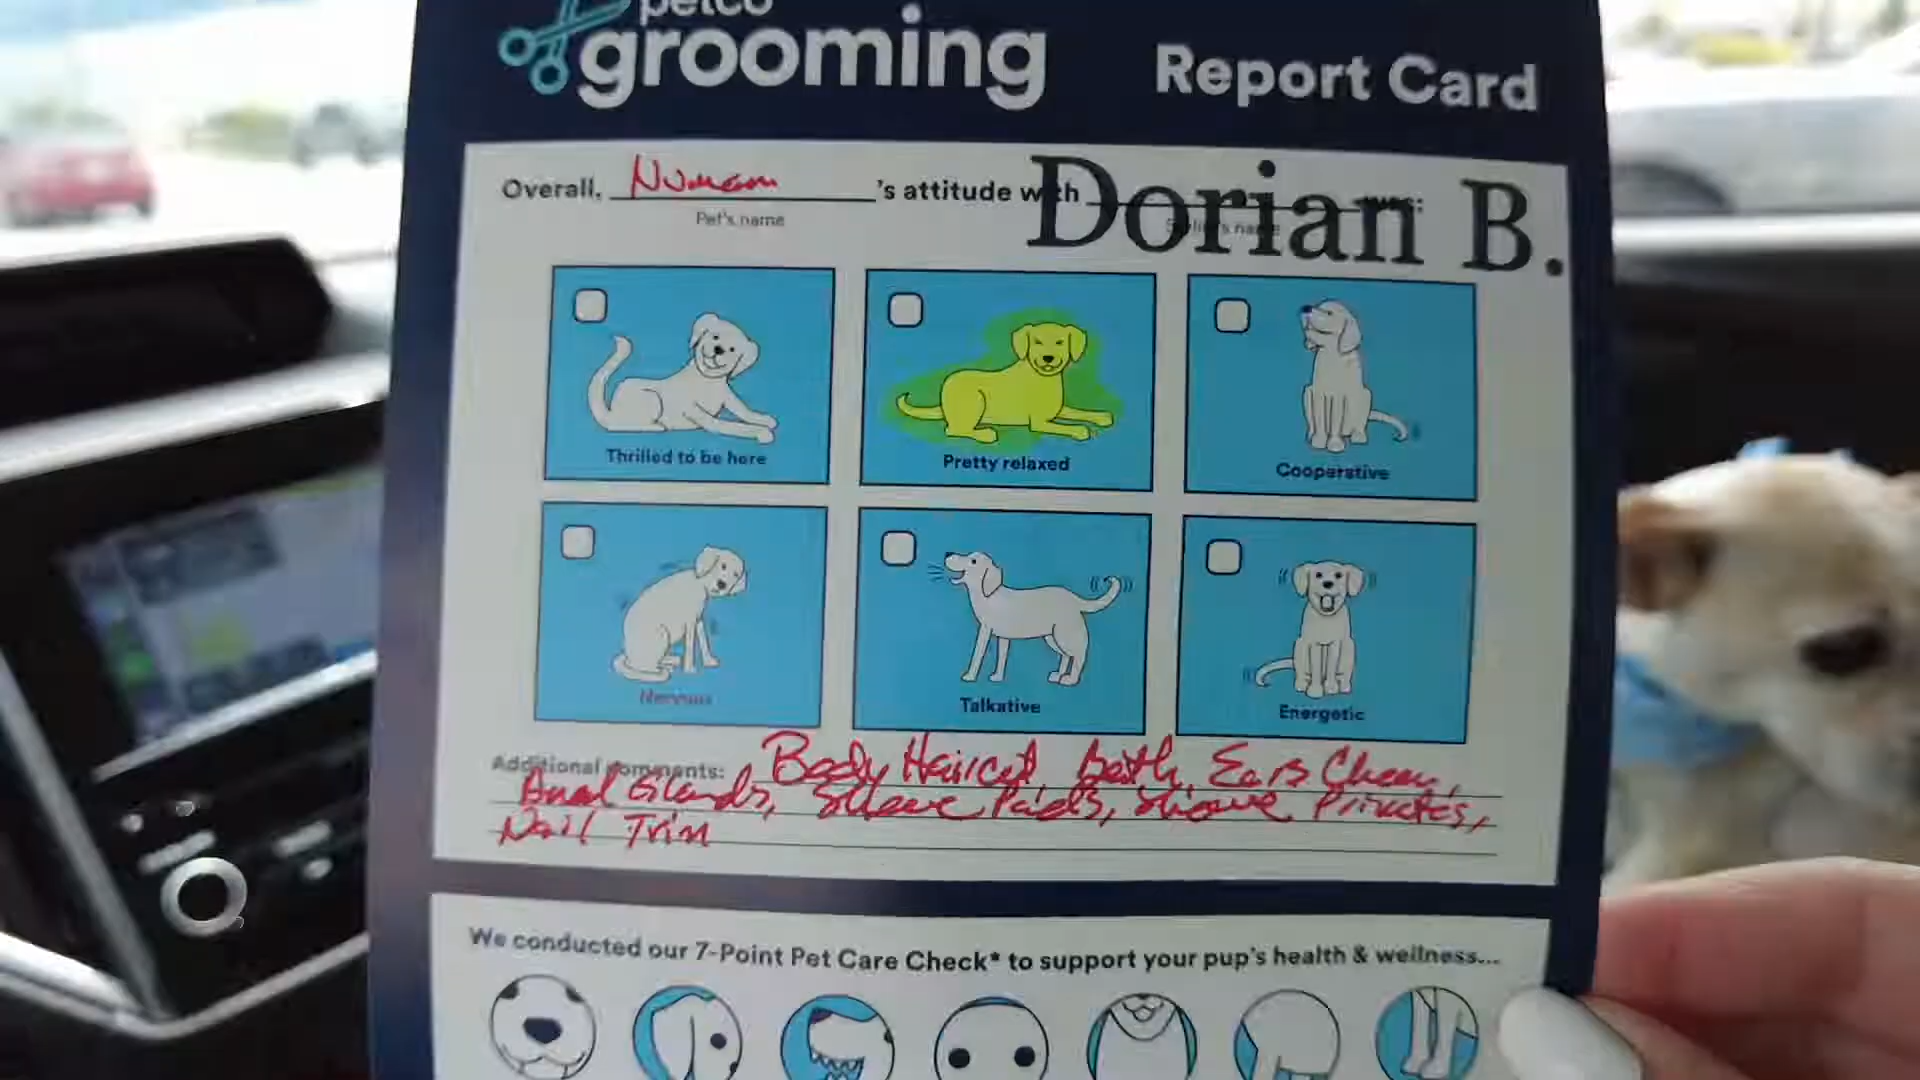 petco
grooming
Report Card
Overall, Numan 's attitude with Dorian B.
Pet's name
Thrilled to be here
Pretty relaxed
Cooperative
Nervous
Talkative
Energetic
Additional comments: Body Haircut, Bath, Ears Clean,
Anal Glands, Shave Pads, Shave Privates,
Nail Trim
We conducted our 7-Point Pet Care Check* to support your pup's health & wellness...